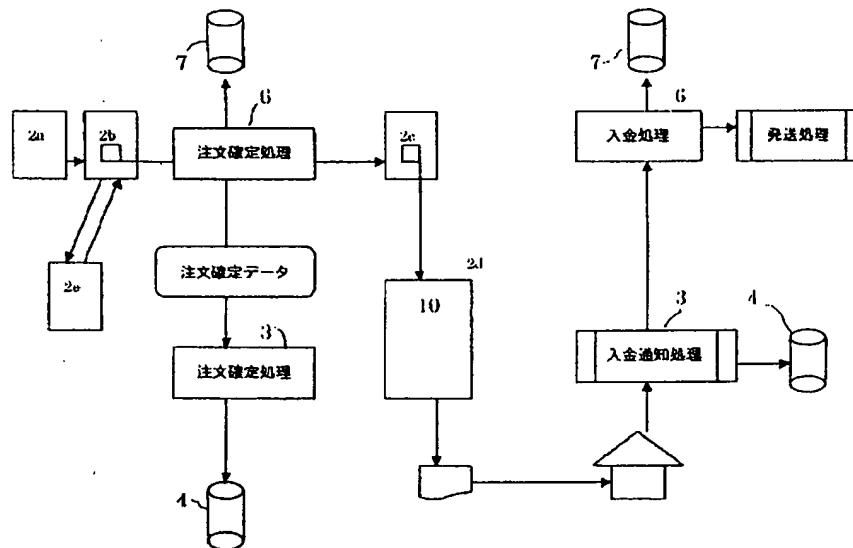 7
7
6
6
2a
2b
注文確定処理
2c
入金処理
発送処理
2e
注文確定データ
2d
10
3
3
4
注文確定処理
入金通知処理
4